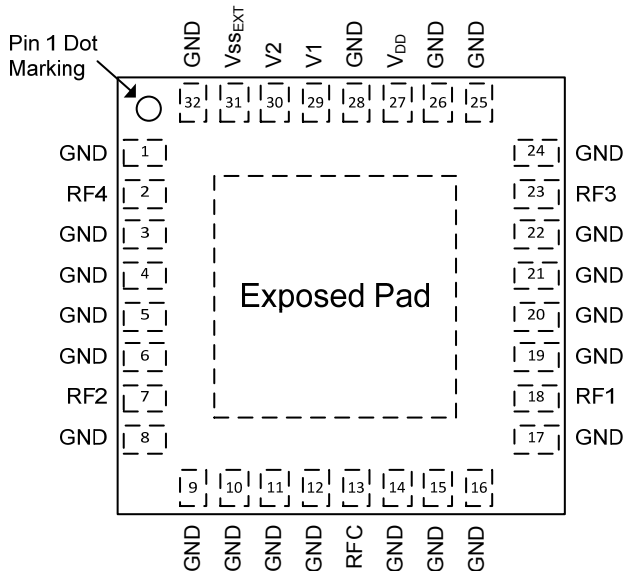 Pin 1 Dot
Marking
GND VssEXT V2 V1 GND VDD GND GND
32 31 30 29 28 27 26 25
GND 1 24 GND
RF4 2 23 RF3
GND 3 22 GND
GND 4 21 GND
GND 5 20 GND
GND 6 19 GND
RF2 7 18 RF1
GND 8 17 GND
Exposed Pad
9 10 11 12 13 14 15 16
GND GND GND GND RFC GND GND GND